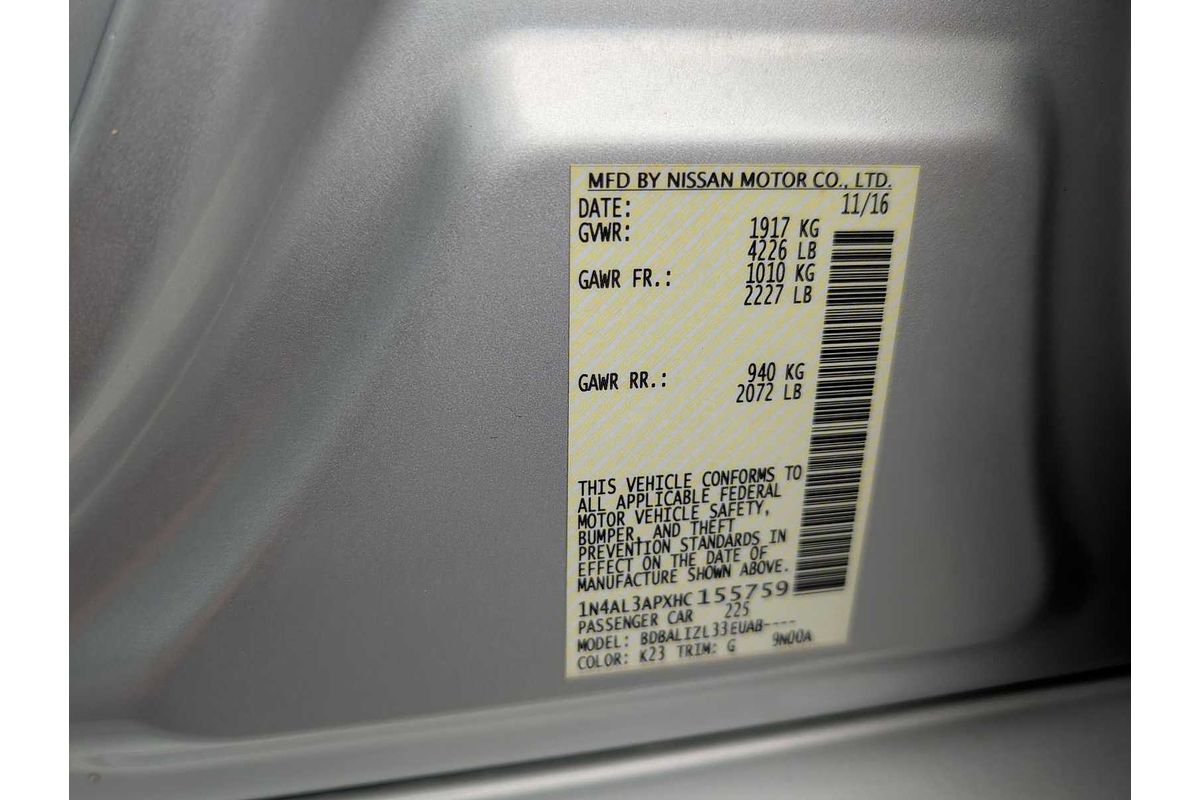 MFD BY NISSAN MOTOR CO., LTD.
DATE: 11/16
GVWR: 1917 KG
4226 LB
GAWR FR.: 1010 KG
2227 LB
GAWR RR.: 940 KG
2072 LB
THIS VEHICLE CONFORMS TO
ALL APPLICABLE FEDERAL
MOTOR VEHICLE SAFETY,
BUMPER, AND THEFT
PREVENTION STANDARDS IN
EFFECT ON THE DATE OF
MANUFACTURE SHOWN ABOVE.
1N4AL3APXHC155759
PASSENGER CAR 225
MODEL: BDBALIZL33EUAB----
COLOR: K23 TRIM: G 9N00A